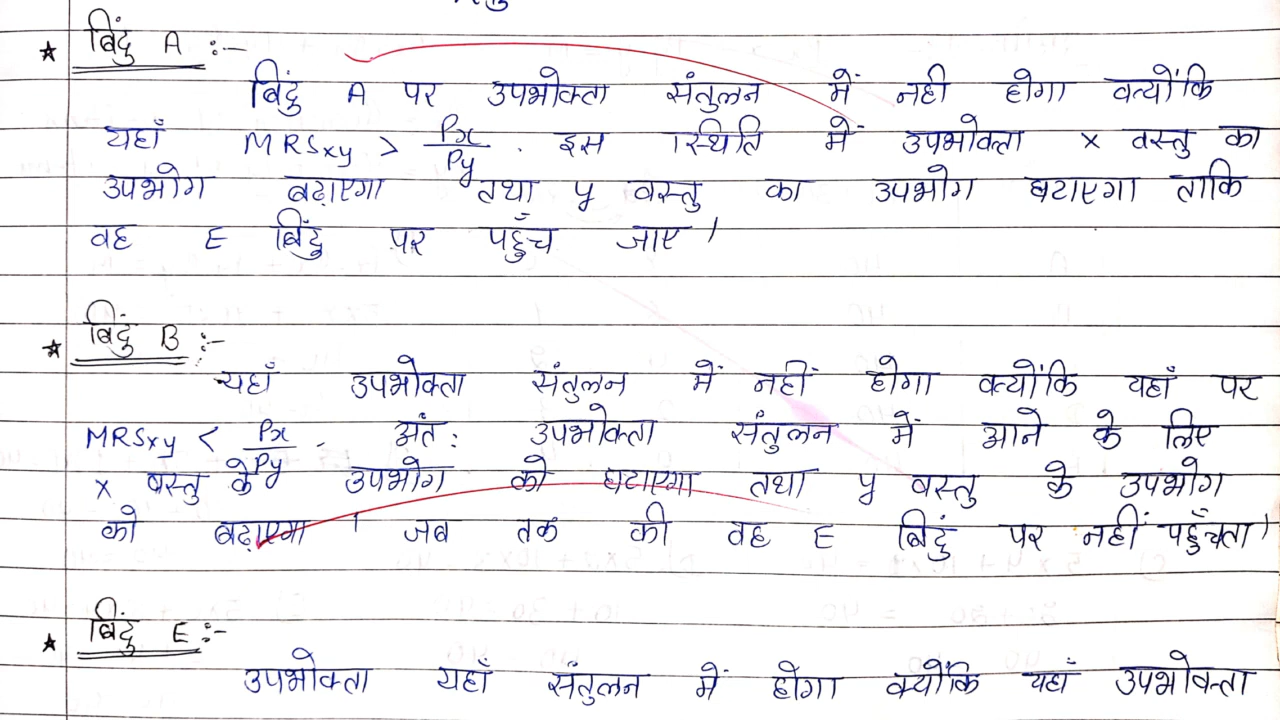 ★ बिंदु A :-
बिंदु A पर उपभोक्ता संतुलन में नही होगा क्योंकि
यहाँ MRSxy > Px/Py . इस स्थिति में उपभोक्ता x वस्तु का
उपभोग बढ़ाएगा तथा y वस्तु का उपभोग घटाएगा ताकि
वह E बिंदु पर पहुँच जाए।
★ बिंदु B :-
यहाँ उपभोक्ता संतुलन में नहीं होगा क्योंकि यहाँ पर
MRSxy < Px/Py . अंत: उपभोक्ता संतुलन में आने के लिए
x वस्तु के उपभोग को घटाएगा तथा y वस्तु के उपभोग
को बढ़ाएगा । जब तक की वह E बिंदु पर नहीं पहुँचता।
★ बिंदु E :-
उपभोक्ता यहाँ संतुलन में होगा क्योंकि यहाँ उपभोक्ता